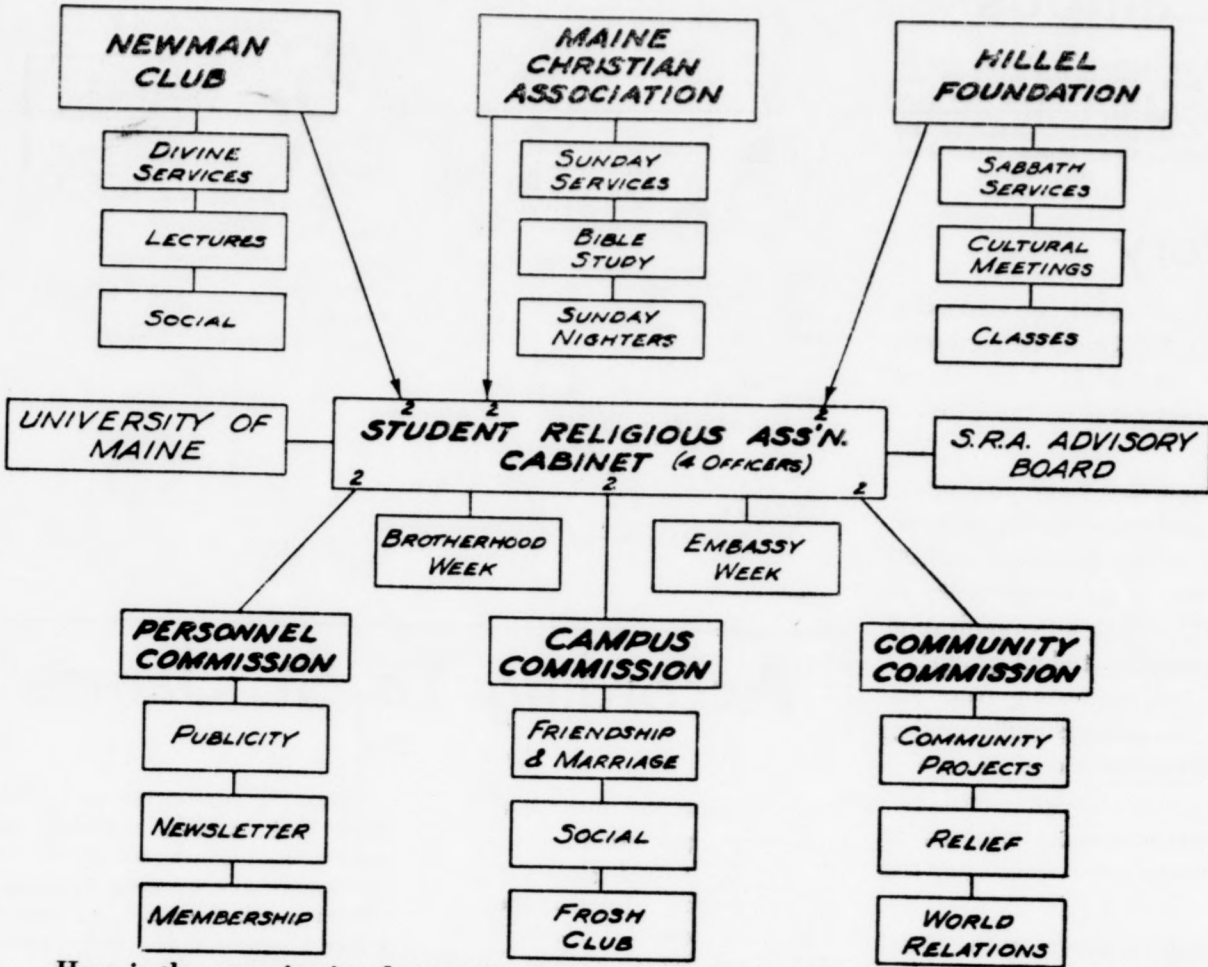 NEWMAN
CLUB
DIVINE
SERVICES
LECTURES
SOCIAL
MAINE
CHRISTIAN
ASSOCIATION
SUNDAY
SERVICES
BIBLE
STUDY
SUNDAY
NIGHTERS
HILLEL
FOUNDATION
SABBATH
SERVICES
CULTURAL
MEETINGS
CLASSES
UNIVERSITY OF
MAINE
2 2 2
STUDENT RELIGIOUS ASS'N.
CABINET (4 OFFICERS)
2 2 2
S.R.A. ADVISORY
BOARD
BROTHERHOOD
WEEK
EMBASSY
WEEK
PERSONNEL
COMMISSION
PUBLICITY
NEWSLETTER
MEMBERSHIP
CAMPUS
COMMISSION
FRIENDSHIP
& MARRIAGE
SOCIAL
FROSH
CLUB
COMMUNITY
COMMISSION
COMMUNITY
PROJECTS
RELIEF
WORLD
RELATIONS